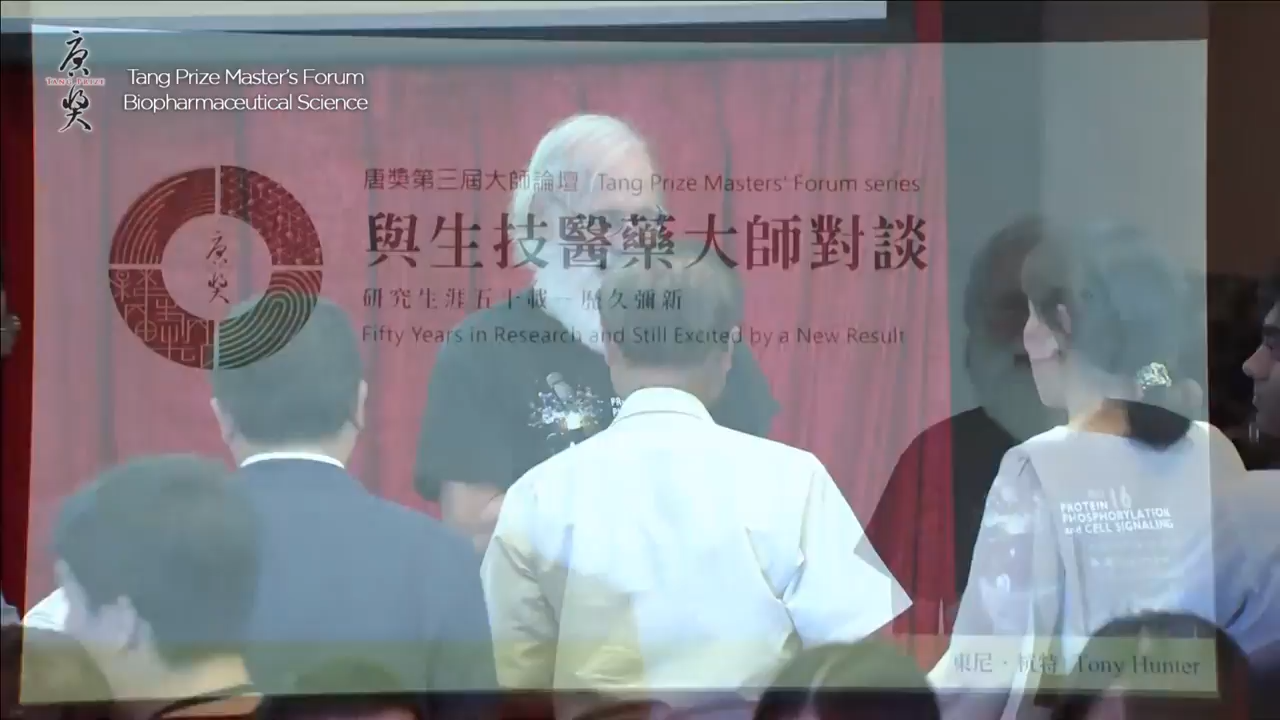 唐獎
TANG PRIZE
Tang Prize Master's Forum
Biopharmaceutical Science
唐獎第三屆大師論壇 Tang Prize Masters' Forum series
與生技醫藥大師對談
唐獎
研究生涯五十載－歷久彌新
Fifty Years in Research and Still Excited by a New Result
PROTEIN
PHOSPHORYLATION
and CELL SIGNALING
東尼·杭特 Tony Hunter